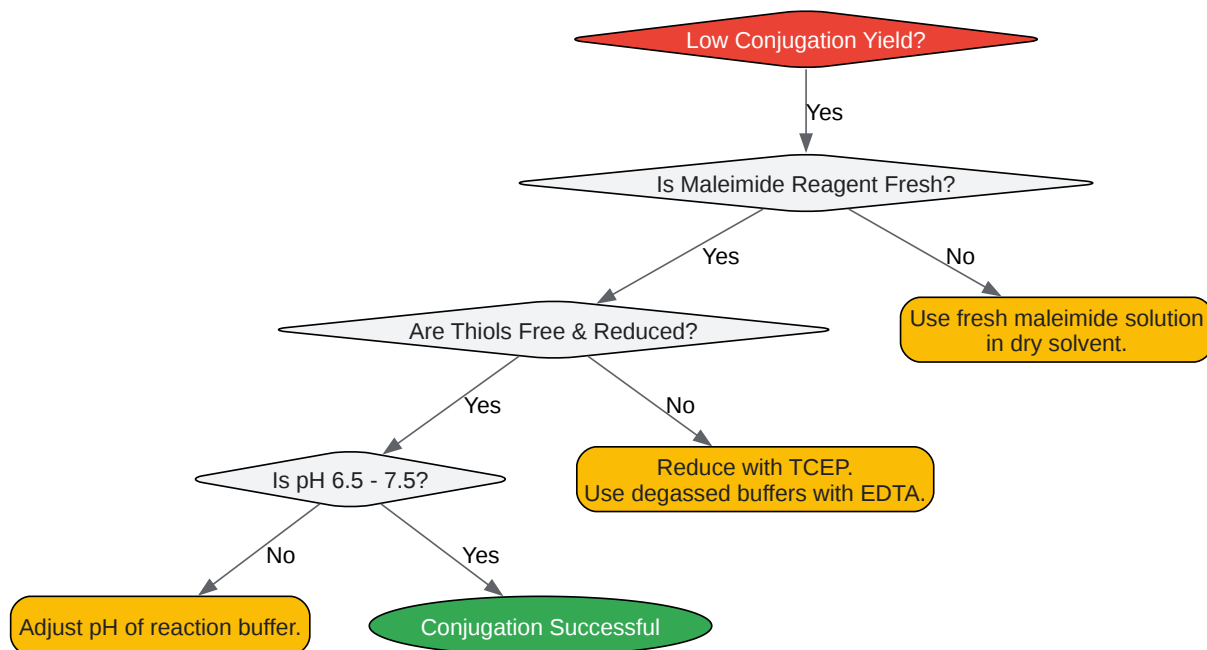 Low Conjugation Yield?
Yes
Is Maleimide Reagent Fresh?
Yes
No
Use fresh maleimide solution
in dry solvent.
Are Thiols Free & Reduced?
Yes
No
Reduce with TCEP.
Use degassed buffers with EDTA.
Is pH 6.5 - 7.5?
No
Yes
Adjust pH of reaction buffer.
Conjugation Successful